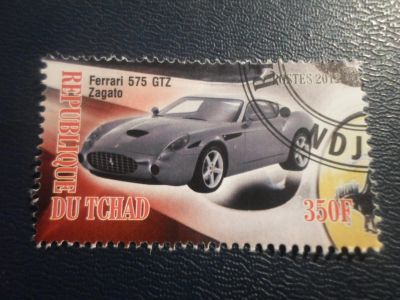 Ferrari 575 GTZ
Zagato
REPUBLIQUE
DU TCHAD
350F
NDJ